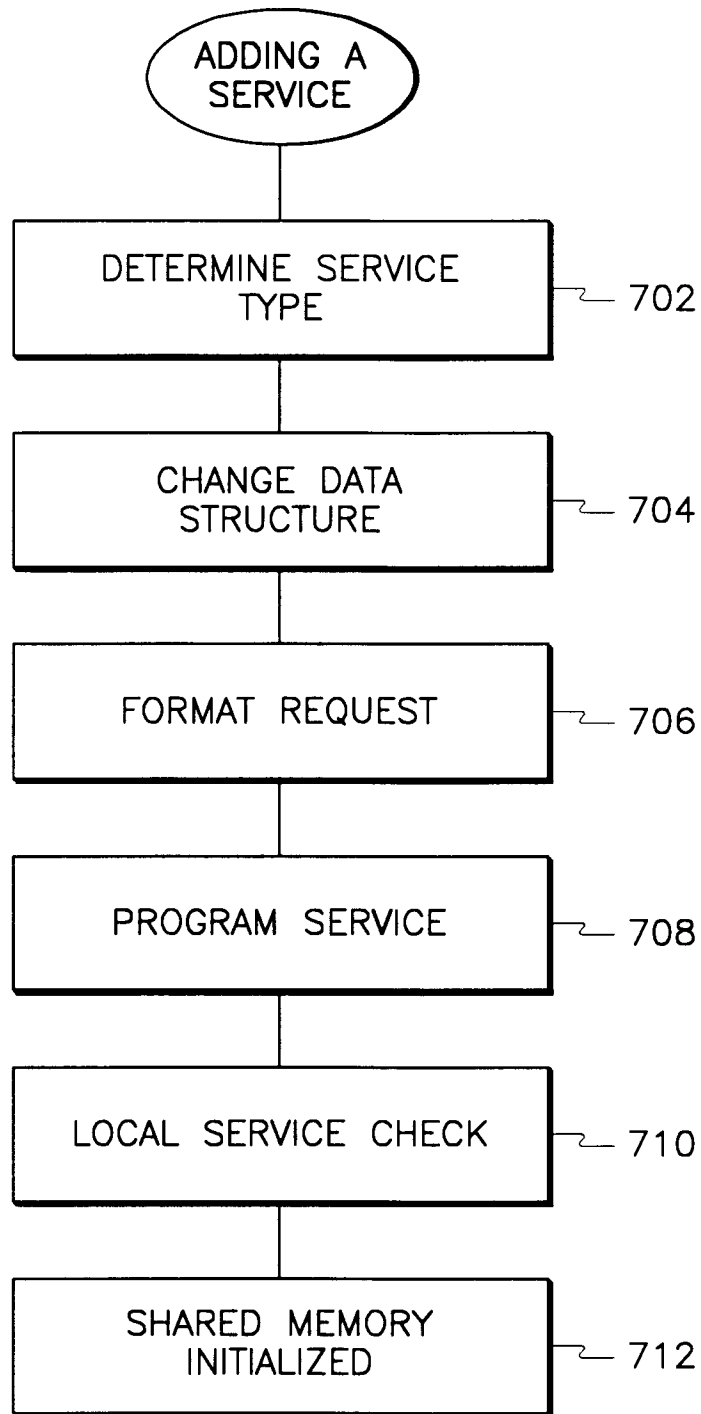 ADDING A
SERVICE
DETERMINE SERVICE
TYPE
702
CHANGE DATA
STRUCTURE
704
FORMAT REQUEST
706
PROGRAM SERVICE
708
LOCAL SERVICE CHECK
710
SHARED MEMORY
INITIALIZED
712